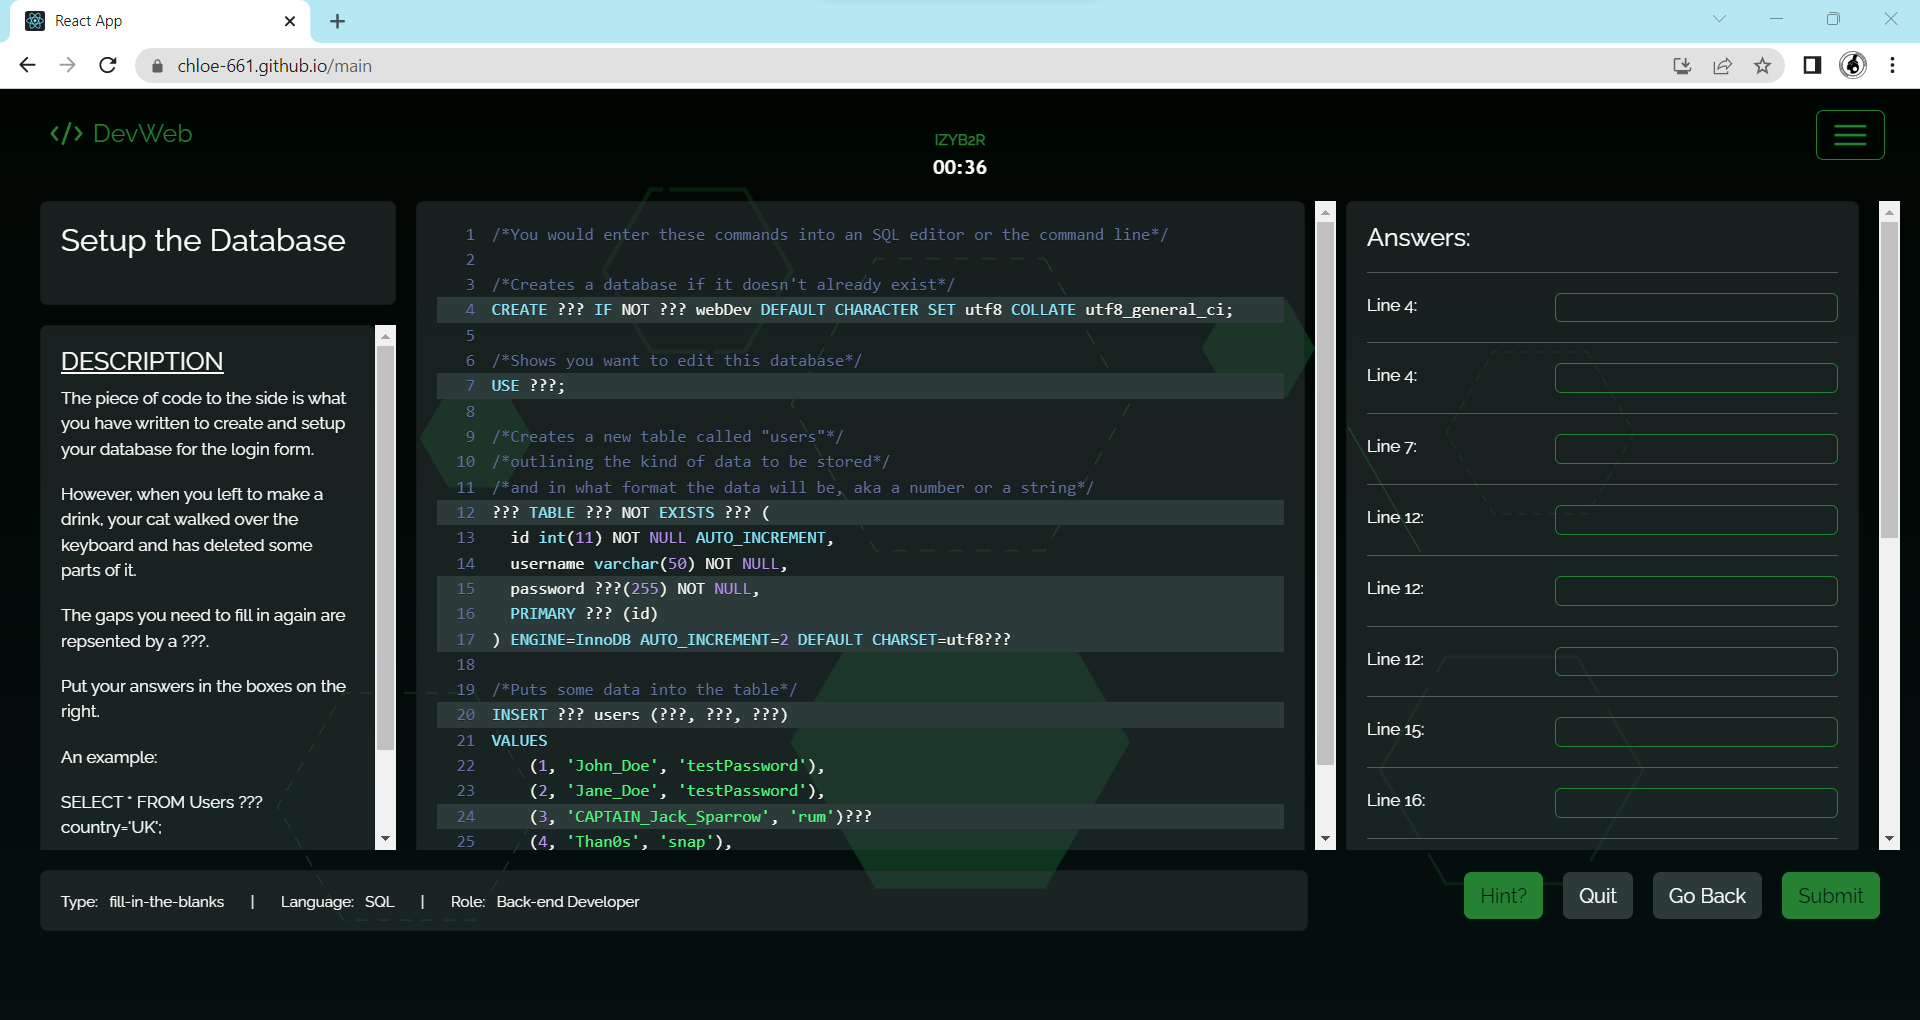 React App
chloe-661.github.io/main
</> DevWeb
IZYB2R
00:36
Setup the Database
DESCRIPTION
The piece of code to the side is what
you have written to create and setup
your database for the login form.
However, when you left to make a
drink, your cat walked over the
keyboard and has deleted some
parts of it.
The gaps you need to fill in again are
repsented by a ???.
Put your answers in the boxes on the
right.
An example:
SELECT * FROM Users ???
country='UK';
1 /*You would enter these commands into an SQL editor or the command line*/
2
3 /*Creates a database if it doesn't already exist*/
4 CREATE ??? IF NOT ??? webDev DEFAULT CHARACTER SET utf8 COLLATE utf8_general_ci;
5
6 /*Shows you want to edit this database*/
7 USE ???;
8
9 /*Creates a new table called "users"*/
10 /*outlining the kind of data to be stored*/
11 /*and in what format the data will be, aka a number or a string*/
12 ??? TABLE ??? NOT EXISTS ??? (
13 id int(11) NOT NULL AUTO_INCREMENT,
14 username varchar(50) NOT NULL,
15 password ???(255) NOT NULL,
16 PRIMARY ??? (id)
17 ) ENGINE=InnoDB AUTO_INCREMENT=2 DEFAULT CHARSET=utf8???
18
19 /*Puts some data into the table*/
20 INSERT ??? users (???, ???, ???)
21 VALUES
22 (1, 'John_Doe', 'testPassword'),
23 (2, 'Jane_Doe', 'testPassword'),
24 (3, 'CAPTAIN_Jack_Sparrow', 'rum')???
25 (4, 'Than0s', 'snap'),
Answers:
Line 4:
Line 4:
Line 7:
Line 12:
Line 12:
Line 12:
Line 15:
Line 16:
Type: fill-in-the-blanks | Language: SQL | Role: Back-end Developer
Hint?
Quit
Go Back
Submit